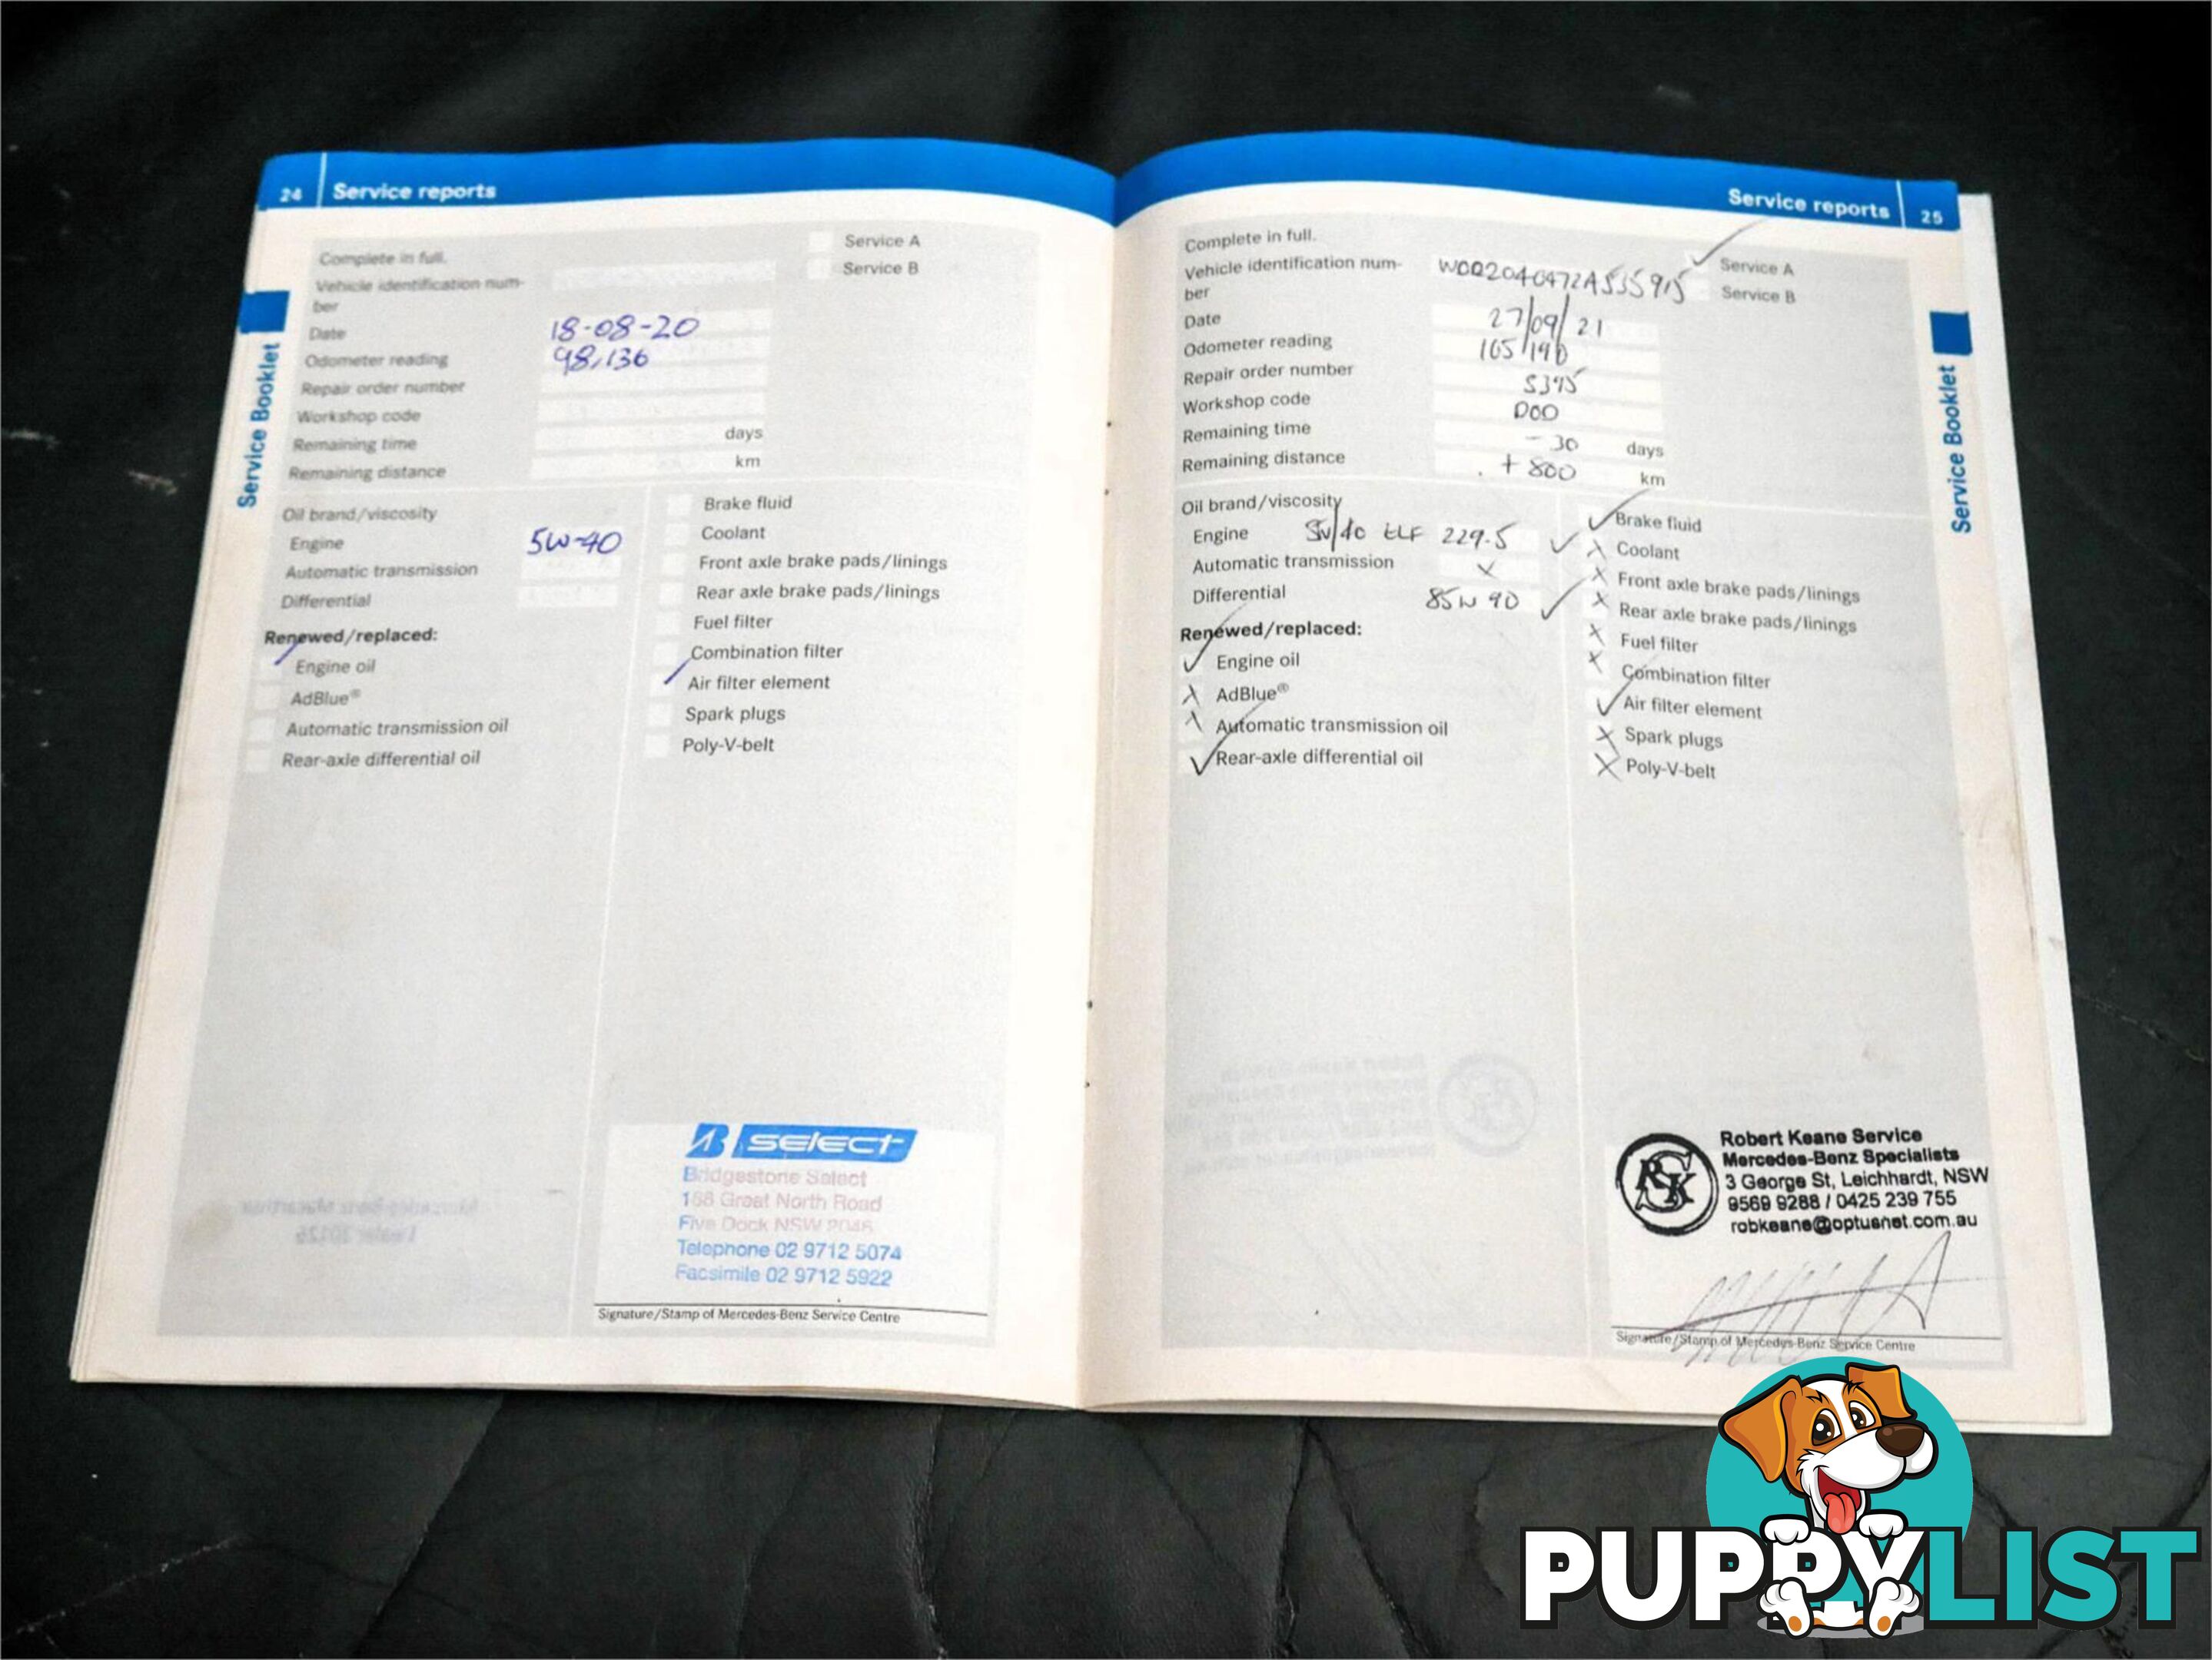 24 Service reports
Service Booklet
Complete in full.
Service A
Service B
Vehicle identification num-
ber
Date 18-08-20
Odometer reading 98,136
Repair order number
Workshop code
Remaining time days
Remaining distance km
Oil brand/viscosity
Engine 5W-40
Automatic transmission
Differential
Renewed/replaced:
Engine oil
AdBlue®
Automatic transmission oil
Rear-axle differential oil
Brake fluid
Coolant
Front axle brake pads/linings
Rear axle brake pads/linings
Fuel filter
Combination filter
Air filter element
Spark plugs
Poly-V-belt
B SELECT
Bridgestone Select
188 Great North Road
Five Dock NSW 2046
Telephone 02 9712 5074
Facsimile 02 9712 5922
Signature/Stamp of Mercedes-Benz Service Centre
Service reports 25
Service Booklet
Complete in full.
Service A
Service B
Vehicle identification num-
ber
Date 27/09/21
Odometer reading 105190
Repair order number
Workshop code
Remaining time - 30 days
Remaining distance + 800 km
Oil brand/viscosity
Engine 5W/40 ELF 229.5
Automatic transmission X
Differential 85W 90
Renewed/replaced:
Engine oil
AdBlue®
Automatic transmission oil
Rear-axle differential oil
Brake fluid
Coolant
Front axle brake pads/linings
Rear axle brake pads/linings
Fuel filter
Combination filter
Air filter element
Spark plugs
Poly-V-belt
RKS
Robert Keane Service
Mercedes-Benz Specialists
3 George St, Leichhardt, NSW
9569 9288 / 0425 239 755
robkeane@optusnet.com.au
Signature/Stamp of Mercedes-Benz Service Centre
PUPPYLIST